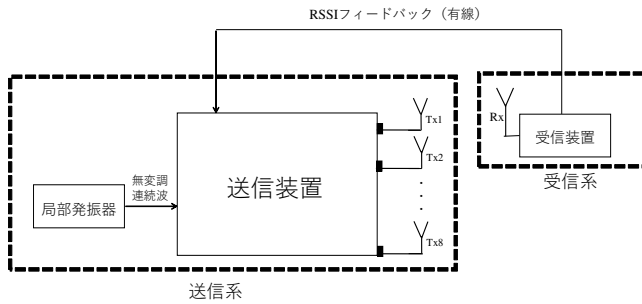 RSSIフィードバック（有線）
Tx1
Rx
受信装置
Tx2
受信系
無変調
連続波
送信装置
局部発振器
Tx8
送信系